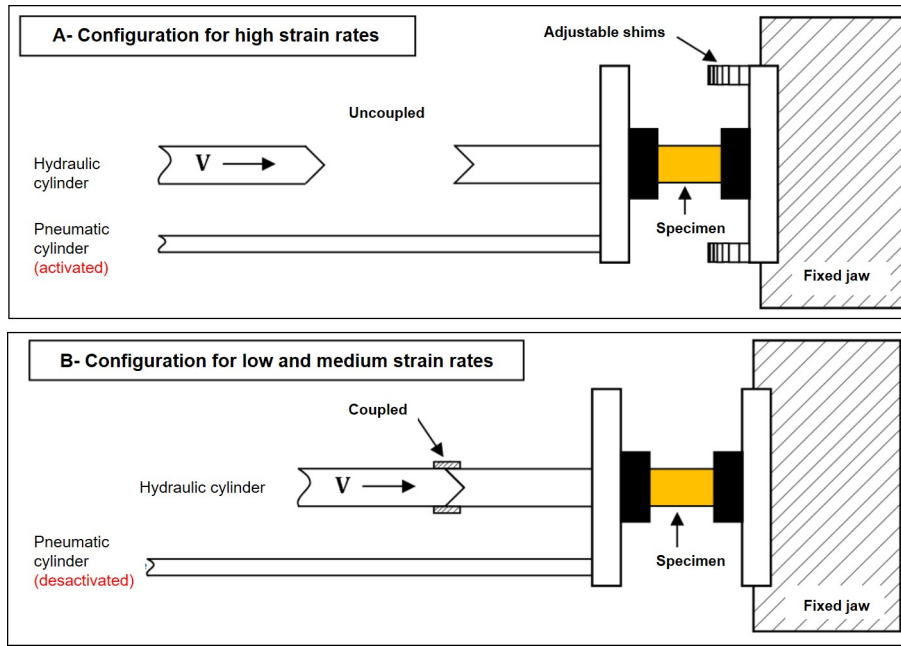 A- Configuration for high strain rates
Adjustable shims
Uncoupled
Hydraulic
cylinder
V
Pneumatic
cylinder
(activated)
Specimen
Fixed jaw
B- Configuration for low and medium strain rates
Coupled
Hydraulic cylinder
V
Pneumatic
cylinder
(desactivated)
Specimen
Fixed jaw